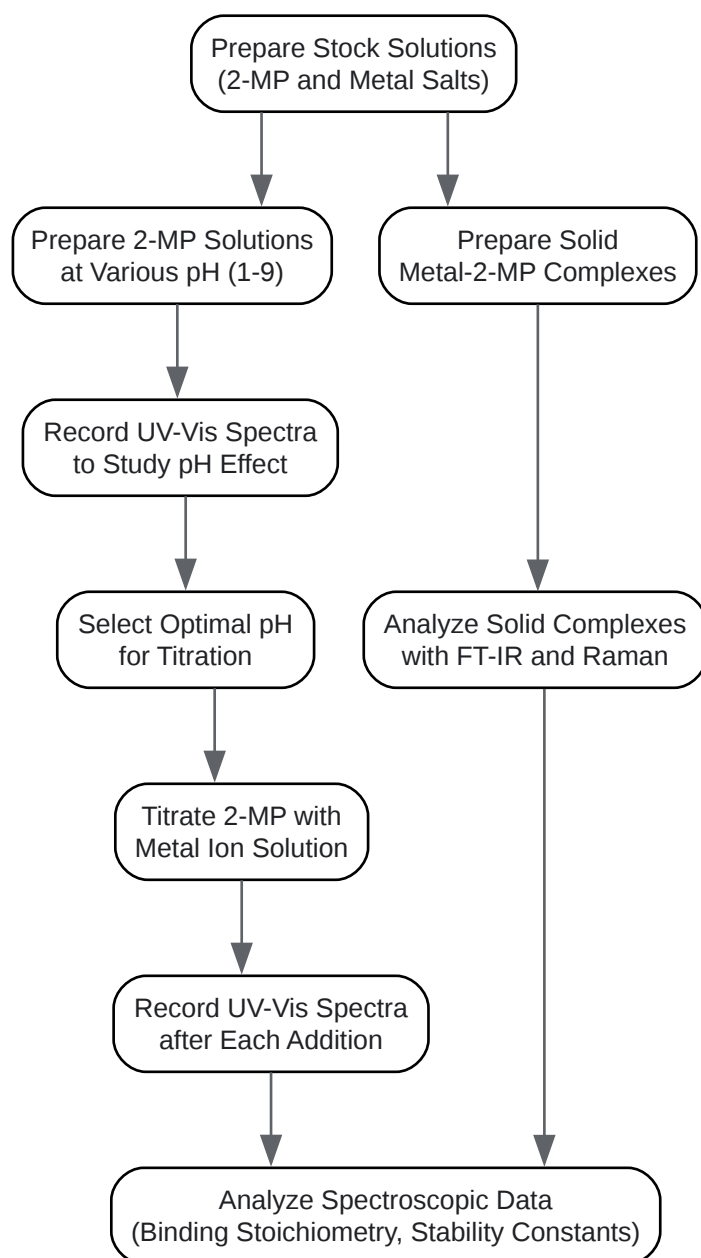 Prepare Stock Solutions
(2-MP and Metal Salts)
Prepare 2-MP Solutions
at Various pH (1-9)
Prepare Solid
Metal-2-MP Complexes
Record UV-Vis Spectra
to Study pH Effect
Select Optimal pH
for Titration
Analyze Solid Complexes
with FT-IR and Raman
Titrate 2-MP with
Metal Ion Solution
Record UV-Vis Spectra
after Each Addition
Analyze Spectroscopic Data
(Binding Stoichiometry, Stability Constants)